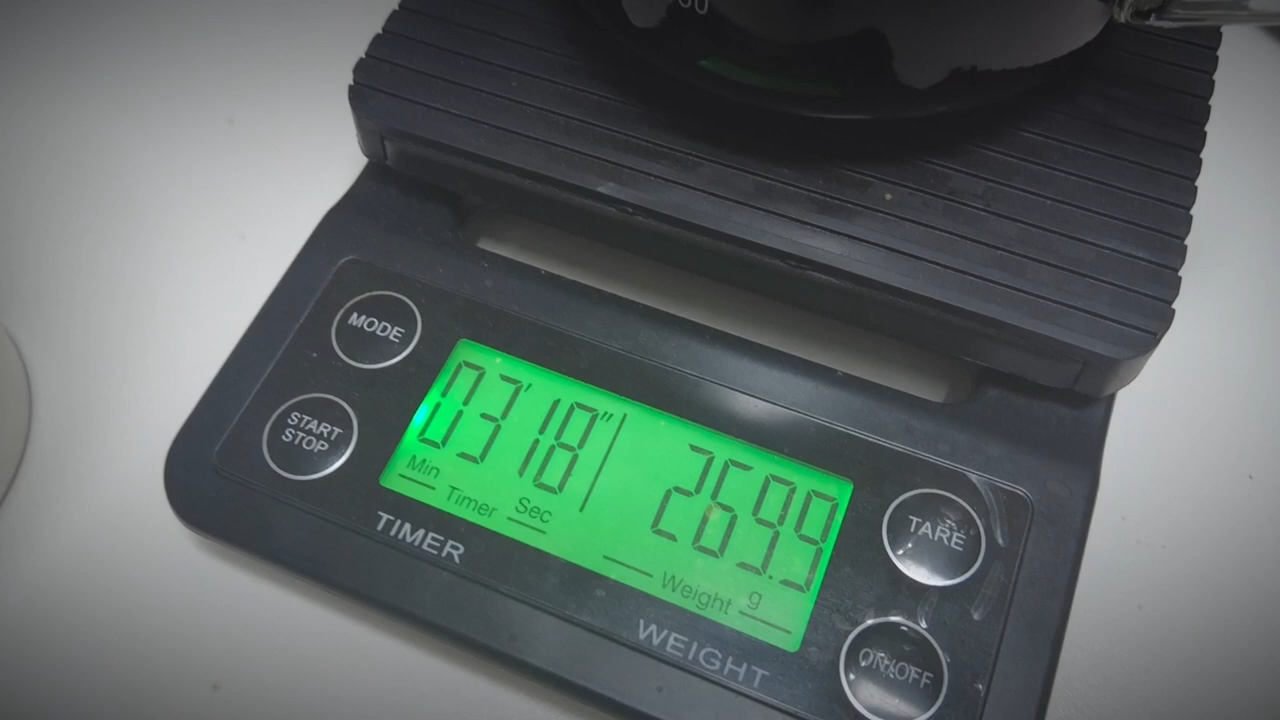 MODE
START
STOP
03'18" 269.9
Min Timer Sec
Weight g
TIMER
WEIGHT
TARE
ON/OFF